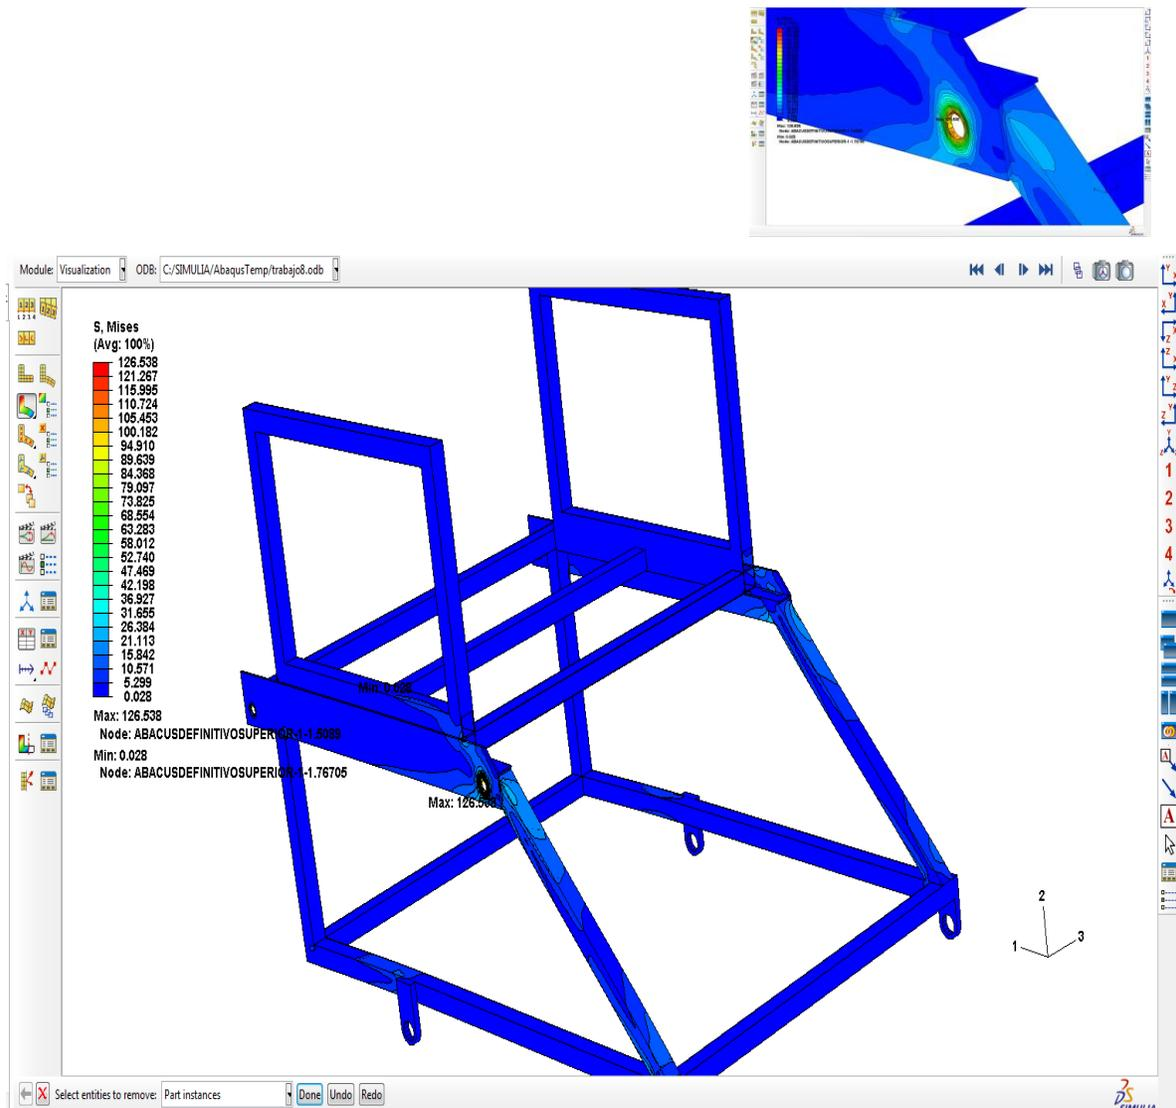 Module: Visualization ODB: C:/SIMULIA/AbaqusTemp/trabajo8.odb
S, Mises
(Avg: 100%)
126.538
121.267
115.995
110.724
105.453
100.182
94.910
89.639
84.368
79.097
73.825
68.554
63.283
58.012
52.740
47.469
42.198
36.927
31.655
26.384
21.113
15.842
10.571
5.299
0.028
Max: 126.538
Node: ABACUSDEFINITIVOSUPERIOR-1-1.5089
Min: 0.028
Node: ABACUSDEFINITIVOSUPERIOR-1-1.76705
Min: 0.028
Max: 126.538
2
1
3
1
2
3
4
A
Select entities to remove: Part instances Done Undo Redo
SIMULIA